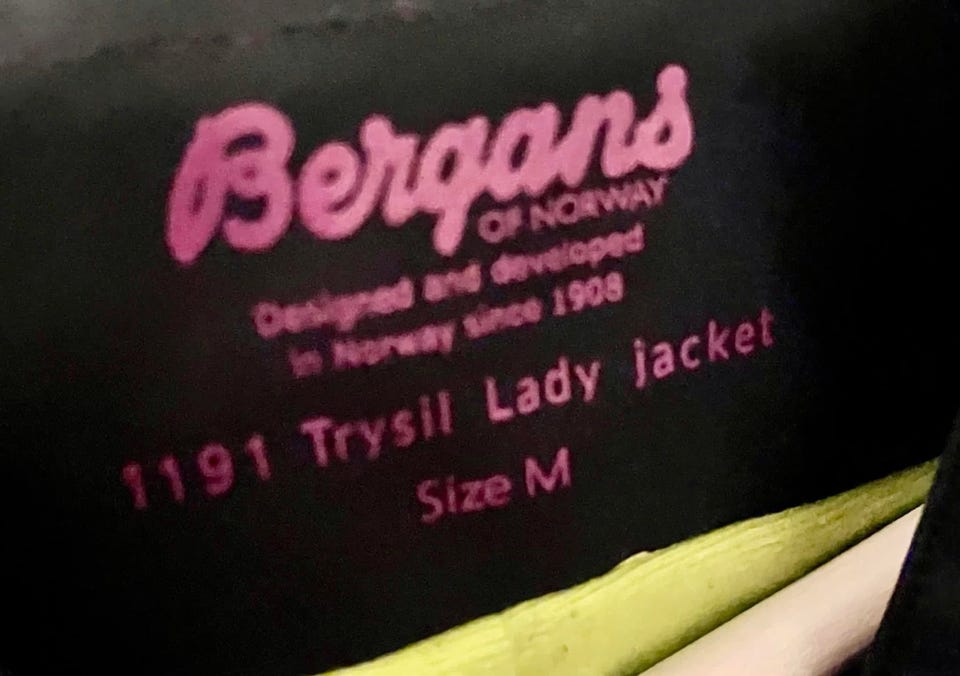 Bergans
OF NORWAY
Designed and developed
in Norway since 1908
1191 Trysil Lady jacket
Size M